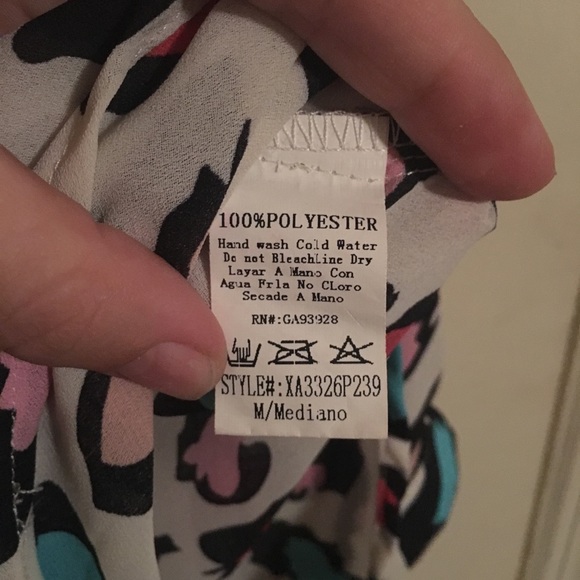 100%POLYESTER
Hand wash Cold Water
Do not BleachLine Dry
Layar A Mano Con
Agua Frla No CLoro
Secade A Mano
RN#:GA93928
STYLE#:XA3326P239
M/Mediano